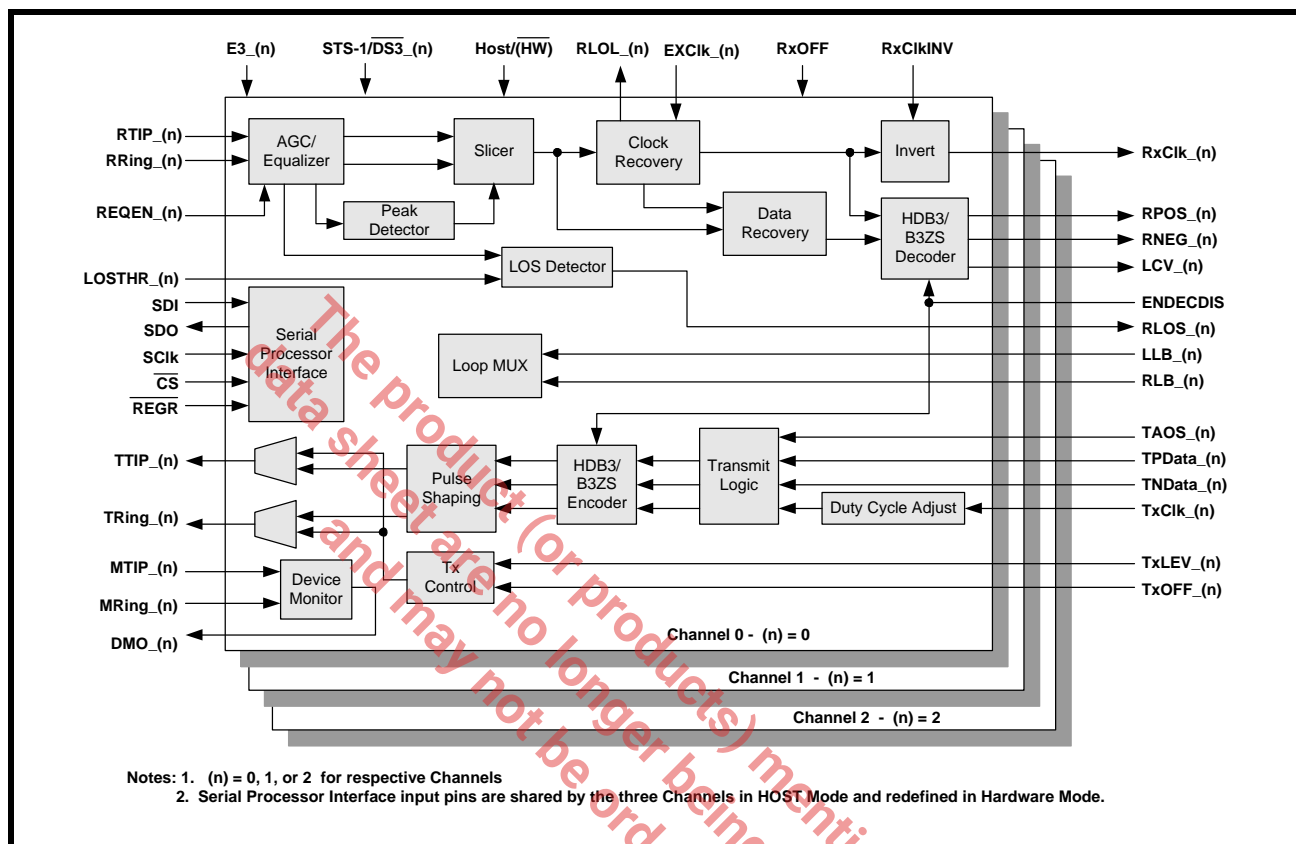 E3_(n)
STS-1/DS3_(n)
Host/(HW)
RLOL_(n)
EXClk_(n)
RxOFF
RxClkINV
RTIP_(n)
RRing_(n)
REQEN_(n)
LOSTHR_(n)
SDI
SDO
SClk
CS
REGR
TTIP_(n)
TRing_(n)
MTIP_(n)
MRing_(n)
DMO_(n)
AGC/
Equalizer
Slicer
Clock
Recovery
Invert
Peak
Detector
Data
Recovery
HDB3/
B3ZS
Decoder
LOS Detector
Serial
Processor
Interface
Loop MUX
Pulse
Shaping
HDB3/
B3ZS
Encoder
Transmit
Logic
Duty Cycle Adjust
Device
Monitor
Tx
Control
RxClk_(n)
RPOS_(n)
RNEG_(n)
LCV_(n)
ENDECDIS
RLOS_(n)
LLB_(n)
RLB_(n)
TAOS_(n)
TPData_(n)
TNData_(n)
TxClk_(n)
TxLEV_(n)
TxOFF_(n)
Channel 0 - (n) = 0
Channel 1 - (n) = 1
Channel 2 - (n) = 2
Notes: 1. (n) = 0, 1, or 2 for respective Channels
2. Serial Processor Interface input pins are shared by the three Channels in HOST Mode and redefined in Hardware Mode.
The product (or products) menti
data sheet are no longer being
and may not be ord